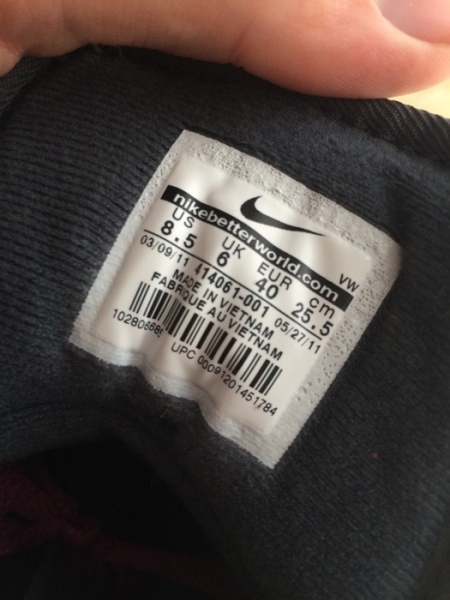 nikebetterworld.com
VW
US UK EUR cm
8.5 6 40 25.5
03/09/11 414061-001 05/27/11
MADE IN VIETNAM
FABRIQUE AU VIETNAM
UPC 00091201451784